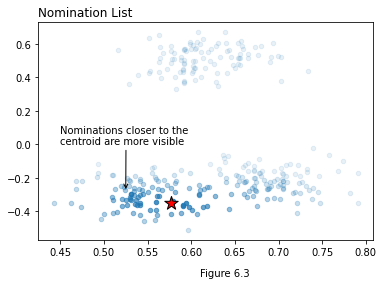 Nomination List
0.6
0.4
0.2
0.0
−0.2
−0.4
Nominations closer to the
centroid are more visible
0.45 0.50 0.55 0.60 0.65 0.70 0.75 0.80
Figure 6.3